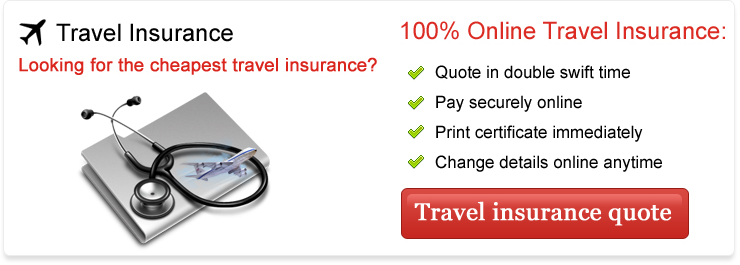 Travel Insurance
Looking for the cheapest travel insurance?
100% Online Travel Insurance:
Quote in double swift time
Pay securely online
Print certificate immediately
Change details online anytime
Travel insurance quote